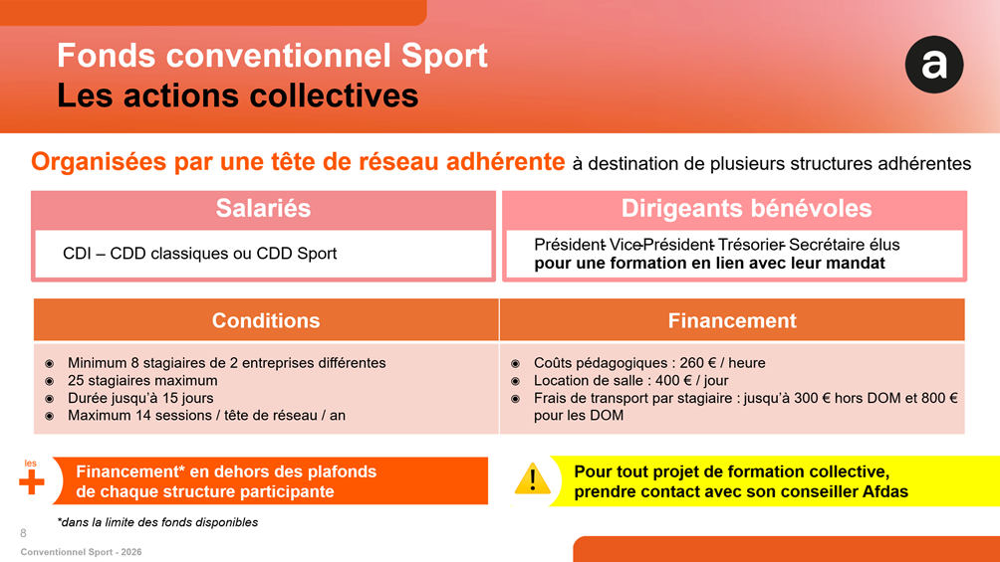 Fonds conventionnel Sport
Les actions collectives
a
Organisées par une tête de réseau adhérente à destination de plusieurs structures adhérentes
Salariés
CDI – CDD classiques ou CDD Sport
Dirigeants bénévoles
Président- Vice-Président- Trésorier- Secrétaire élus
pour une formation en lien avec leur mandat
Conditions
◉ Minimum 8 stagiaires de 2 entreprises différentes
◉ 25 stagiaires maximum
◉ Durée jusqu’à 15 jours
◉ Maximum 14 sessions / tête de réseau / an
Financement
◉ Coûts pédagogiques : 260 € / heure
◉ Location de salle : 400 € / jour
◉ Frais de transport par stagiaire : jusqu’à 300 € hors DOM et 800 €
pour les DOM
les
+
Financement* en dehors des plafonds
de chaque structure participante
Pour tout projet de formation collective,
prendre contact avec son conseiller Afdas
*dans la limite des fonds disponibles
8
Conventionnel Sport - 2026